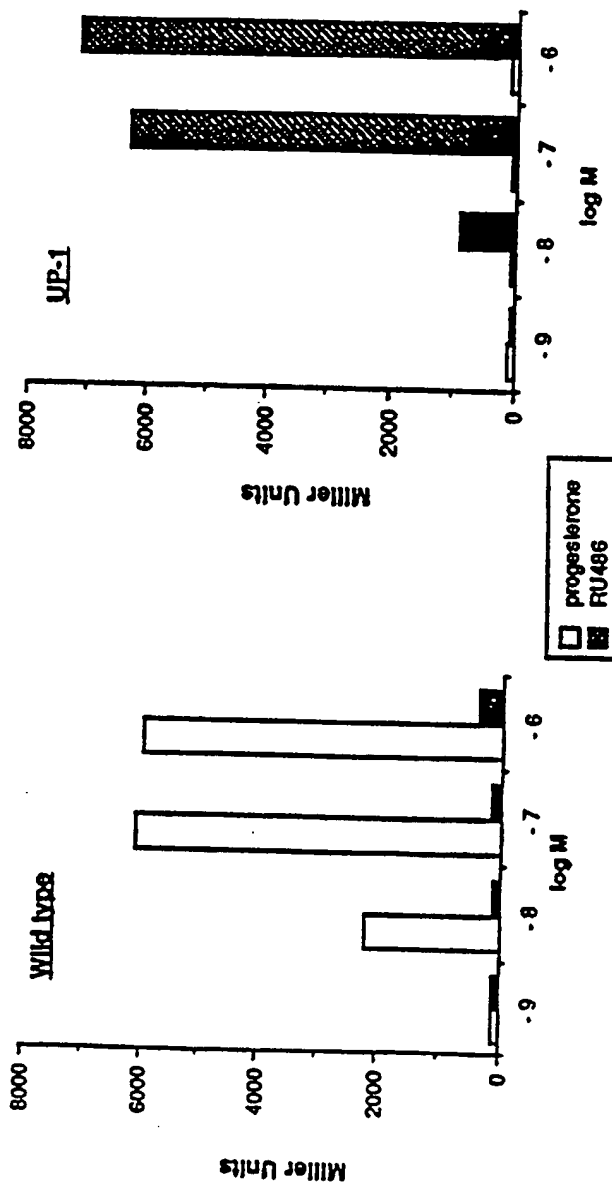 Wild type
Miller Units
8000
6000
4000
2000
0
- 9
- 8
- 7
- 6
log M
UP-1
Miller Units
8000
6000
4000
2000
0
- 9
- 8
- 7
- 6
log M
progesterone
RU486